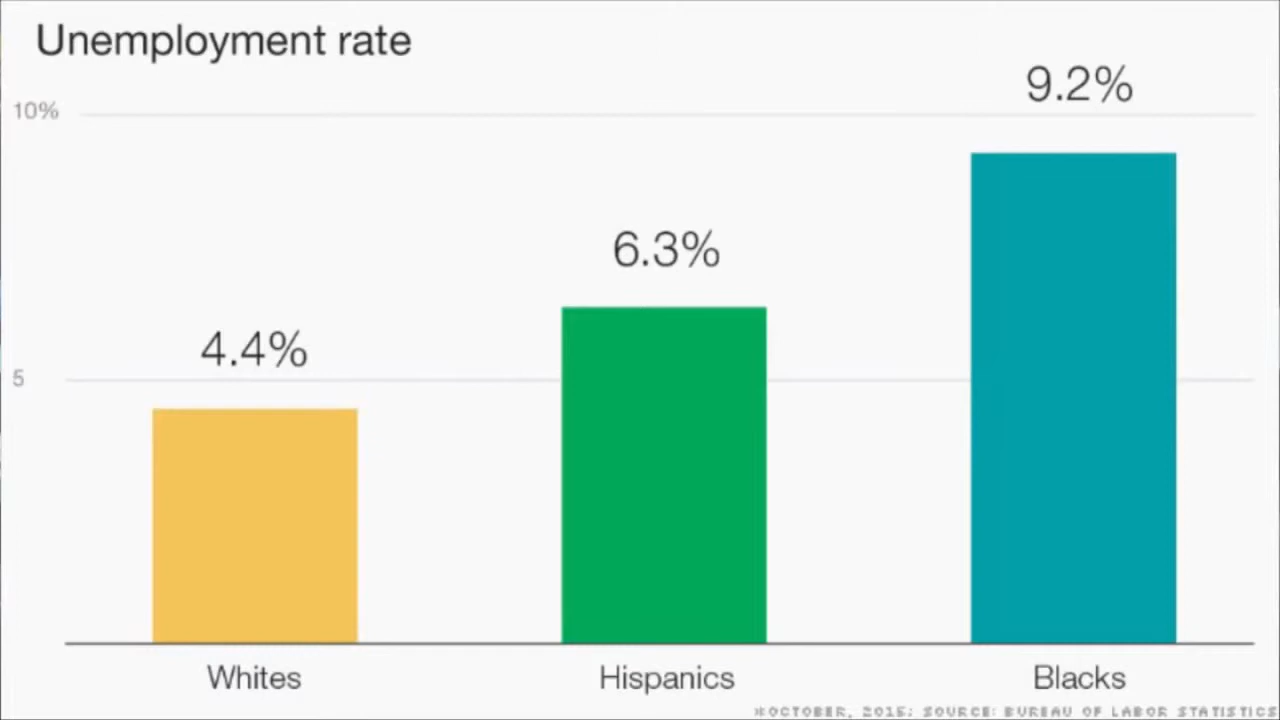 Unemployment rate
10%
9.2%
6.3%
4.4%
5
Whites Hispanics Blacks
*OCTOBER, 2015; SOURCE: BUREAU OF LABOR STATISTICS